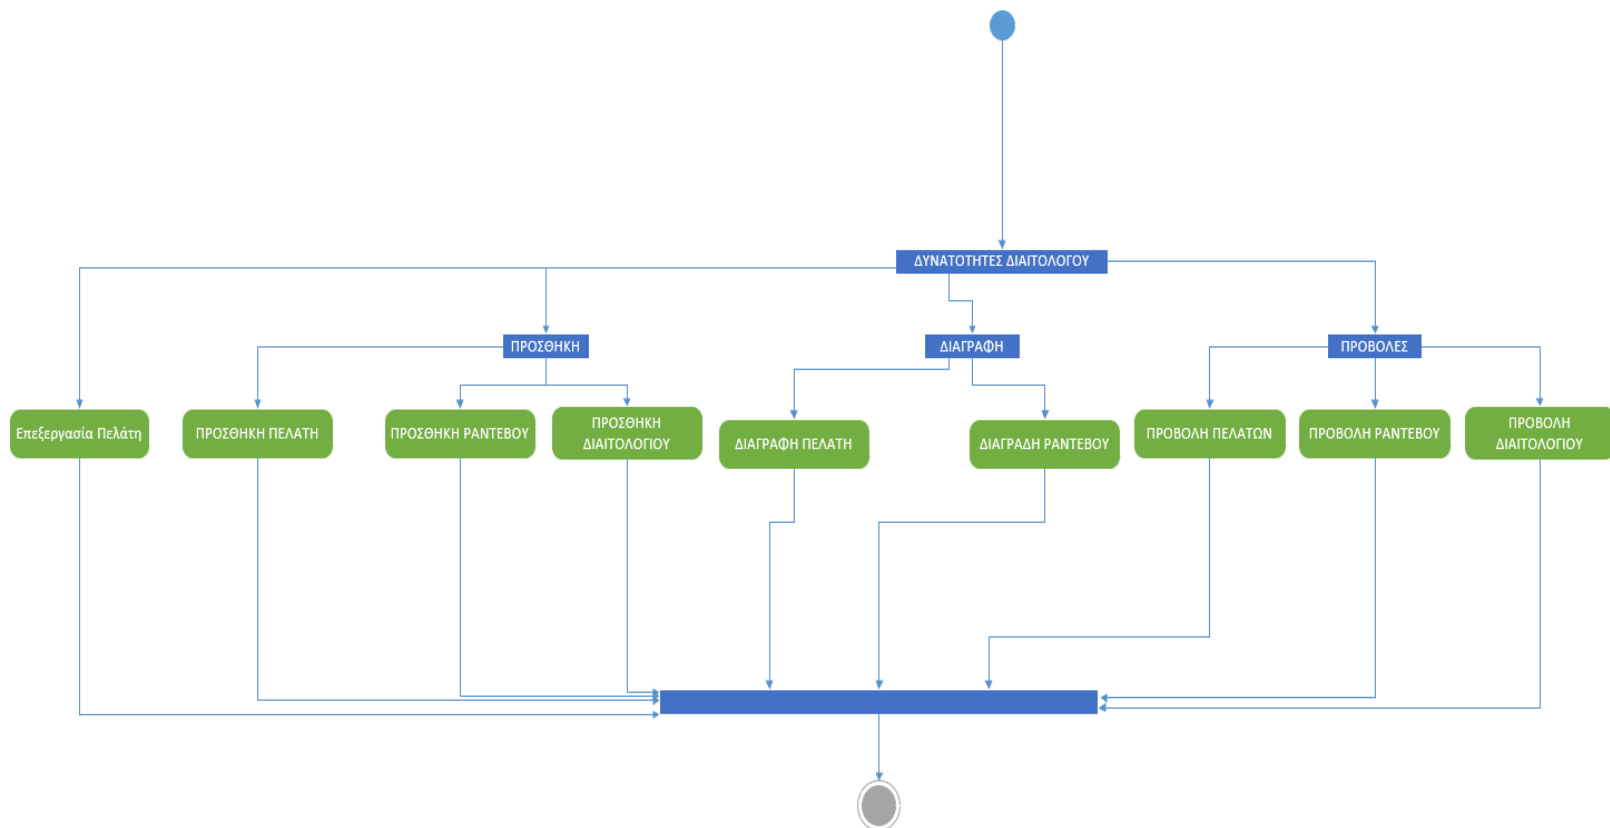 ΔΥΝΑΤΟΤΗΤΕΣ ΔΙΑΙΤΟΛΟΓΟΥ
ΠΡΟΣΘΗΚΗ
ΔΙΑΓΡΑΦΗ
ΠΡΟΒΟΛΕΣ
Επεξεργασία Πελάτη
ΠΡΟΣΘΗΚΗ ΠΕΛΑΤΗ
ΠΡΟΣΘΗΚΗ ΡΑΝΤΕΒΟΥ
ΠΡΟΣΘΗΚΗ
ΔΙΑΙΤΟΛΟΓΙΟΥ
ΔΙΑΓΡΑΦΗ ΠΕΛΑΤΗ
ΔΙΑΓΡΑΔΗ ΡΑΝΤΕΒΟΥ
ΠΡΟΒΟΛΗ ΠΕΛΑΤΩΝ
ΠΡΟΒΟΛΗ ΡΑΝΤΕΒΟΥ
ΠΡΟΒΟΛΗ
ΔΙΑΙΤΟΛΟΓΙΟΥ